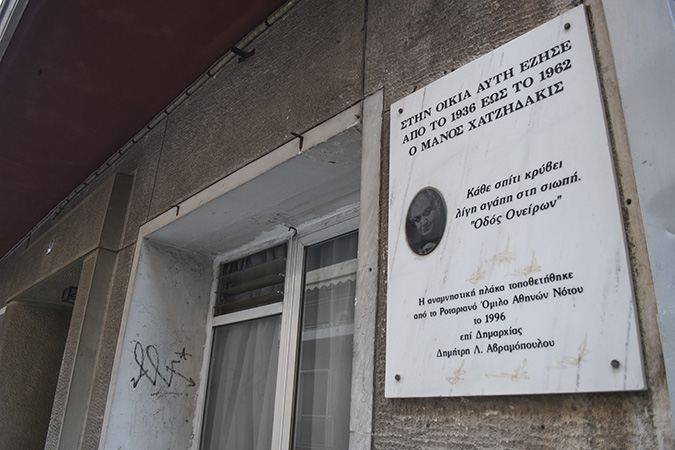 ΣΤΗΝ ΟΙΚΙΑ ΑΥΤΗ ΕΖΗΣΕ
ΑΠΟ ΤΟ 1936 ΕΩΣ ΤΟ 1962
Ο ΜΑΝΟΣ ΧΑΤΖΗΔΑΚΙΣ
Κάθε σπίτι κρύβει
λίγη αγάπη στη σιωπή.
"Οδός Ονείρων"
Η αναμνηστική πλάκα τοποθετήθηκε
από το Ροταριανό Όμιλο Αθηνών Νότου
το 1996
επί Δημαρχίας
Δημήτρη Λ. Αβραμόπουλου